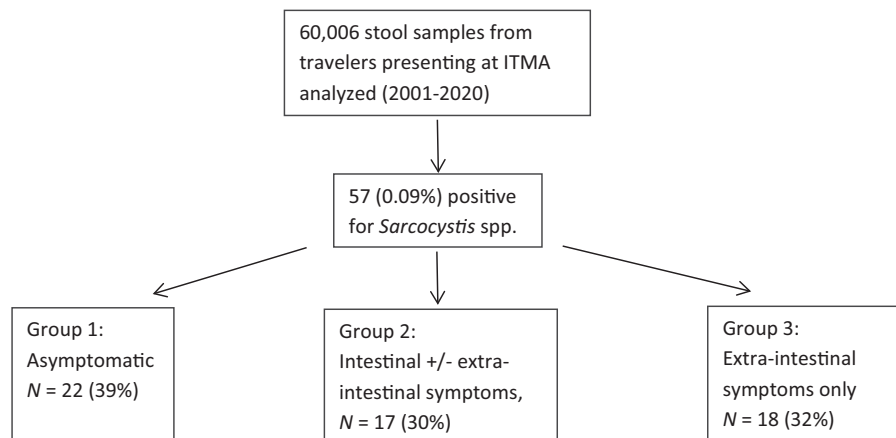 60,006 stool samples from
travelers presenting at ITMA
analyzed (2001-2020)
57 (0.09%) positive
for Sarcocystis spp.
Group 1:
Asymptomatic
N = 22 (39%)
Group 2:
Intestinal +/- extra-
intestinal symptoms,
N = 17 (30%)
Group 3:
Extra-intestinal
symptoms only
N = 18 (32%)